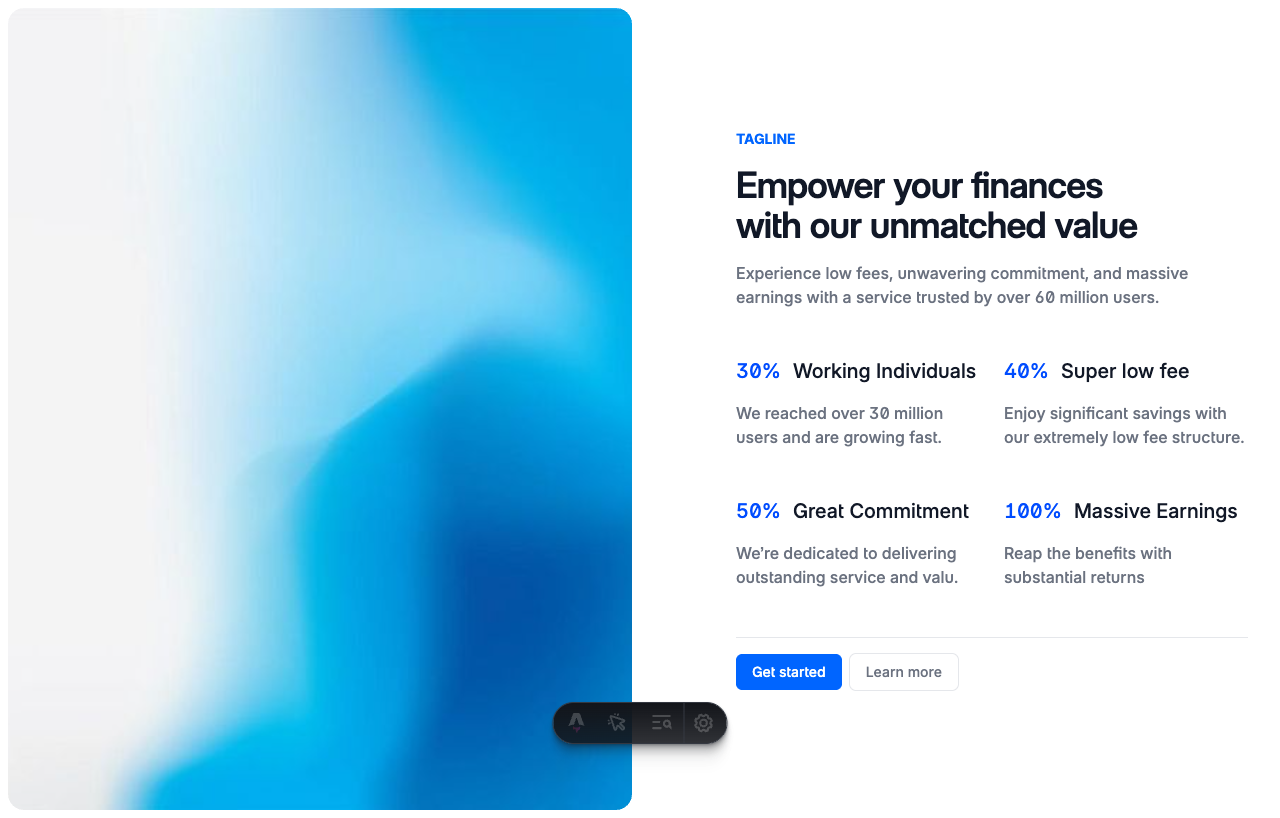 TAGLINE
Empower your finances
with our unmatched value
Experience low fees, unwavering commitment, and massive
earnings with a service trusted by over 60 million users.
30% Working Individuals
We reached over 30 million
users and are growing fast.
40% Super low fee
Enjoy significant savings with
our extremely low fee structure.
50% Great Commitment
We're dedicated to delivering
outstanding service and valu.
100% Massive Earnings
Reap the benefits with
substantial returns
Get started
Learn more